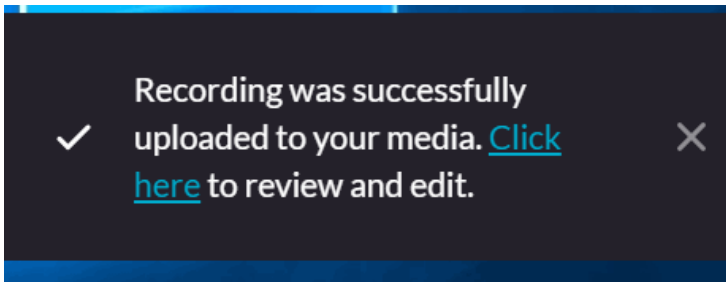 Recording was successfully
uploaded to your media. Click
here to review and edit.